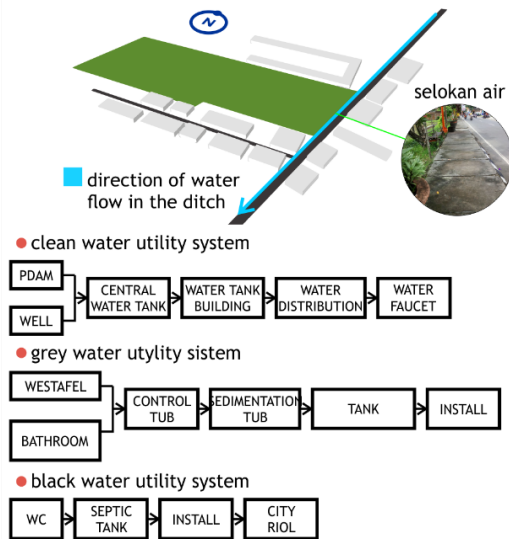 N
selokan air
direction of water
flow in the ditch
clean water utility system
PDAM
WELL
CENTRAL
WATER TANK
WATER TANK
BUILDING
WATER
DISTRIBUTION
WATER
FAUCET
grey water utylity sistem
WESTAFEL
BATHROOM
CONTROL
TUB
SEDIMENTATION
TUB
TANK
INSTALL
black water utility system
WC
SEPTIC
TANK
INSTALL
CITY
RIOL